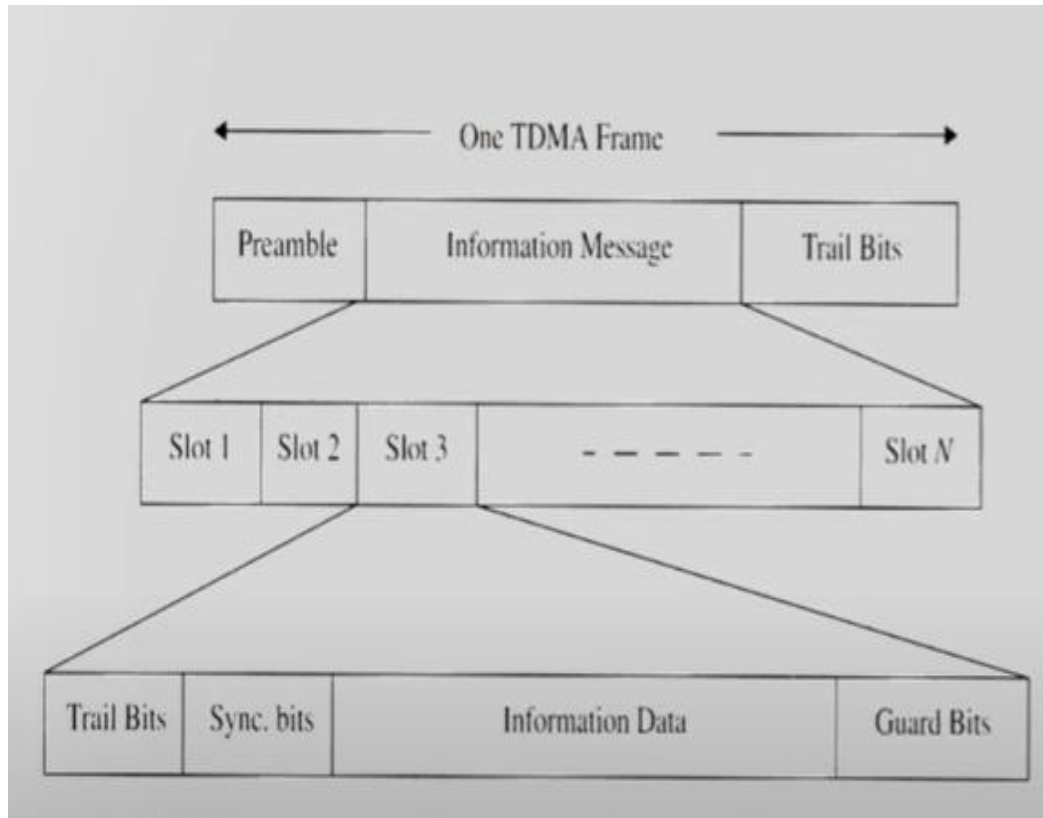 One TDMA Frame
Preamble Information Message Trail Bits
Slot 1 Slot 2 Slot 3 Slot N
Trail Bits Sync. bits Information Data Guard Bits